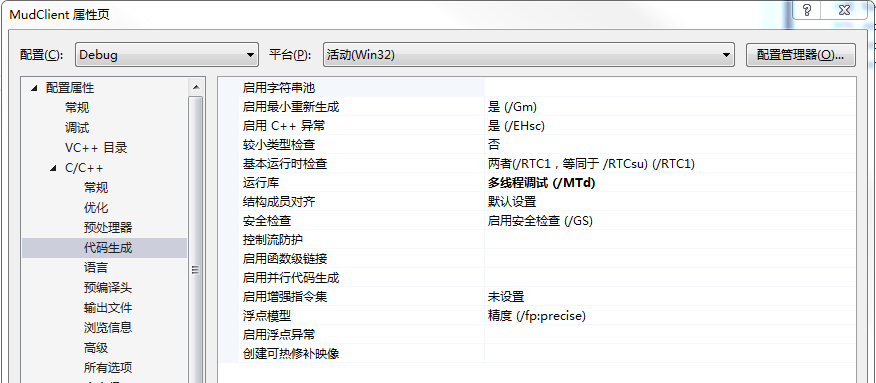 MudClient 属性页
配置(C): Debug 平台(P): 活动(Win32) 配置管理器(O)...
配置属性
常规
调试
VC++ 目录
C/C++
常规
优化
预处理器
代码生成
语言
预编译头
输出文件
浏览信息
高级
所有选项
启用字符串池
启用最小重新生成 是 (/Gm)
启用 C++ 异常 是 (/EHsc)
较小类型检查 否
基本运行时检查 两者(/RTC1，等同于 /RTCsu) (/RTC1)
运行库 多线程调试 (/MTd)
结构成员对齐 默认设置
安全检查 启用安全检查 (/GS)
控制流防护
启用函数级链接
启用并行代码生成
启用增强指令集 未设置
浮点模型 精度 (/fp:precise)
启用浮点异常
创建可热修补映像